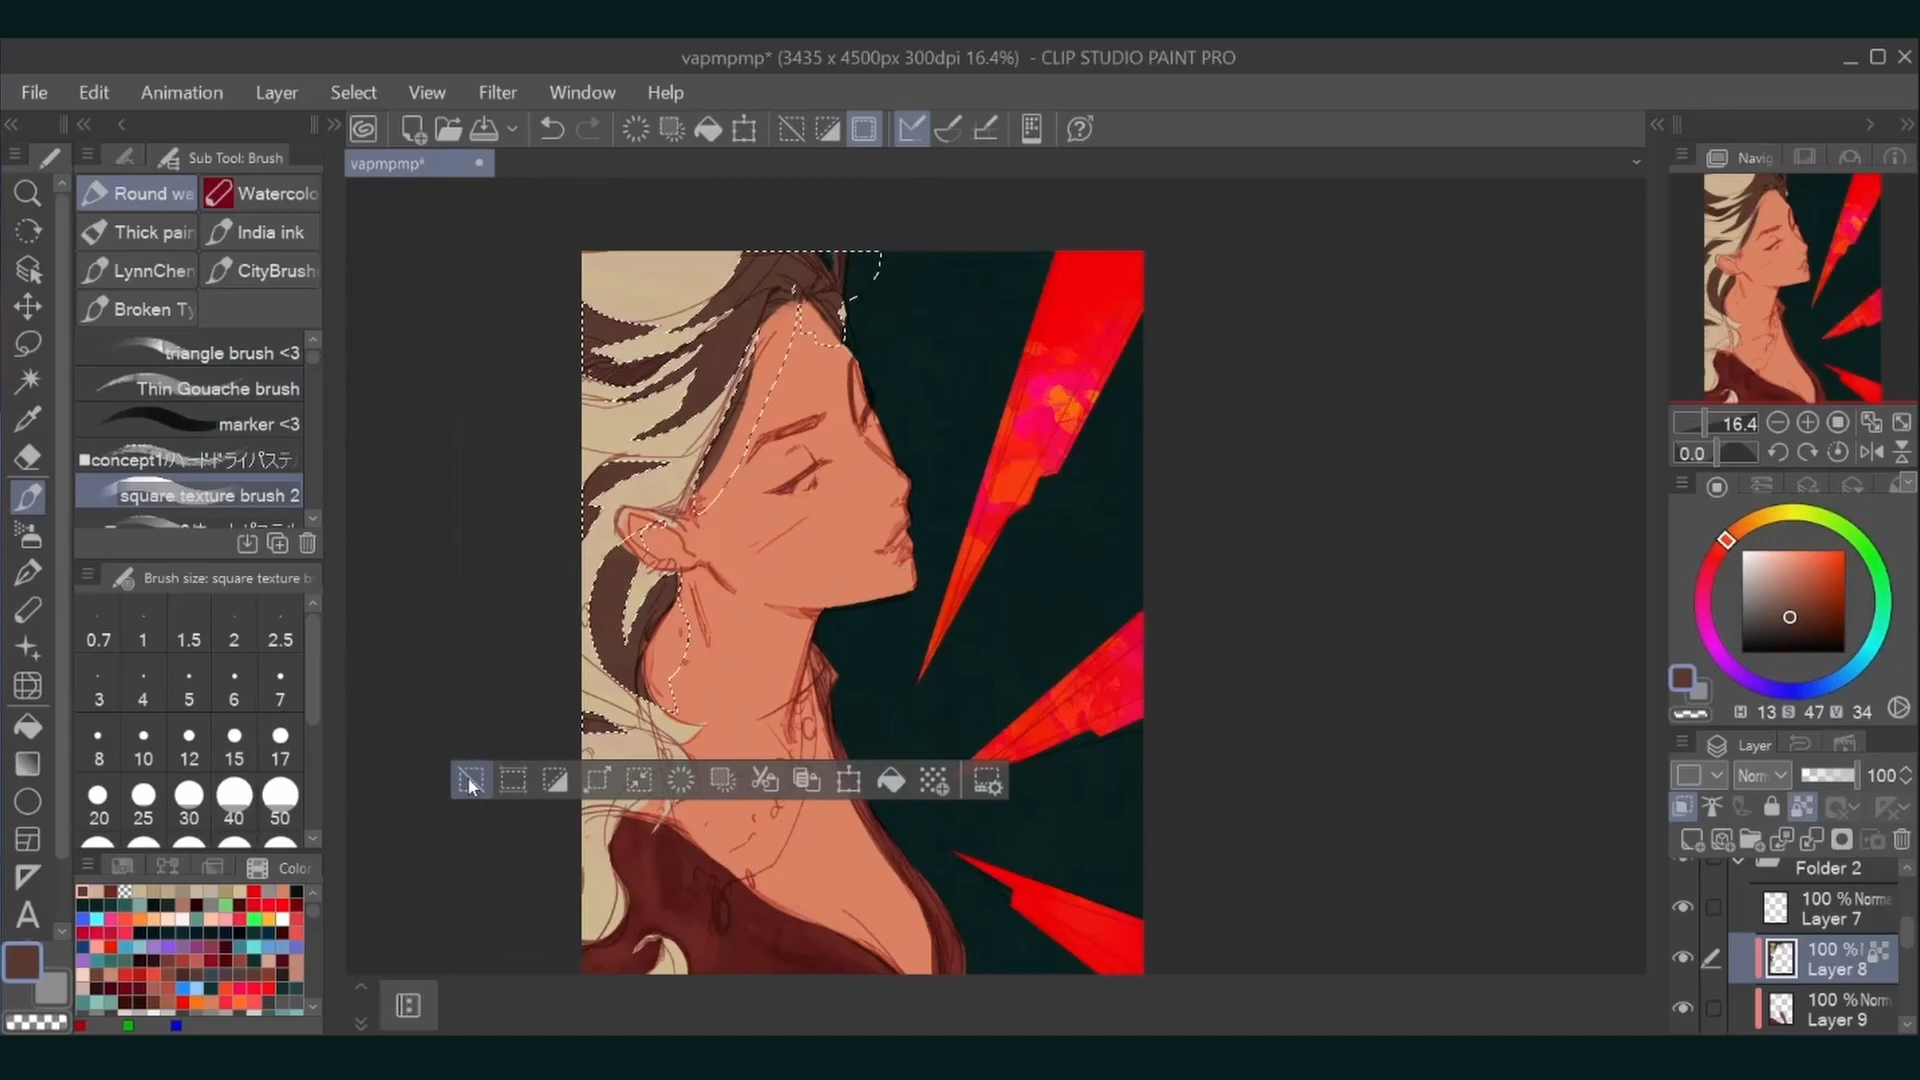 vapmpmp* (3435 x 4500px 300dpi 16.4%) - CLIP STUDIO PAINT PRO
File Edit Animation Layer Select View Filter Window Help
Sub Tool: Brush
vapmpmp*
Navig
Round wa
Watercolo
Thick pain
India ink
LynnChen
CityBrush
Broken Ty
triangle brush <3
Thin Gouache brush
marker <3
square texture brush 2
Brush size: square texture b
0.7 1 1.5 2 2.5
3 4 5 6 7
8 10 12 15 17
20 25 30 40 50
Color
16.4
0.0
H 13 S 47 V 34
Layer
Norm
100
Folder 2
100 % Norm
Layer 7
100 %
Layer 8
100 % Norm
Layer 9
A